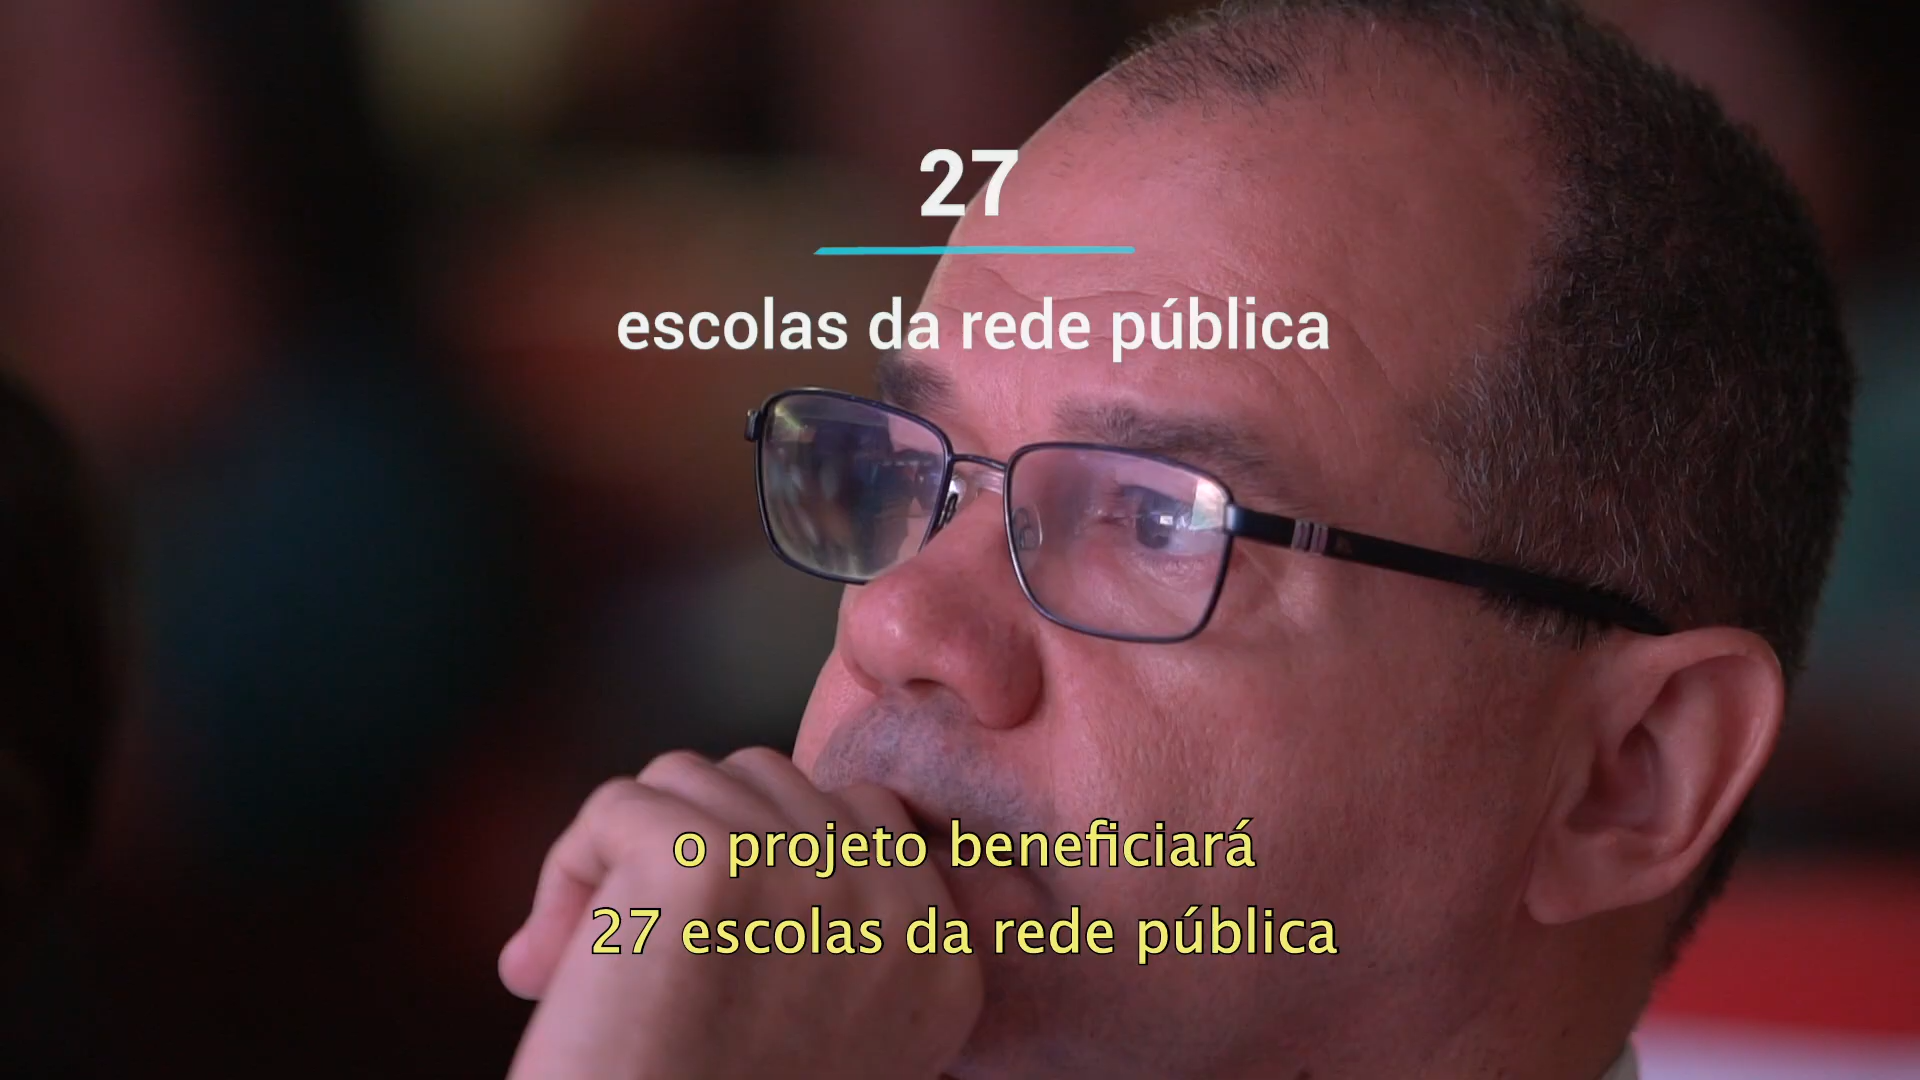 27
escolas da rede pública
o projeto beneficiará
27 escolas da rede pública